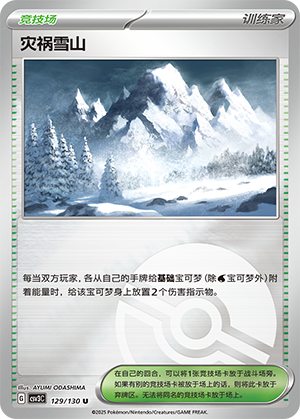 竞技场
训练家
灾祸雪山
每当双方玩家，各从自己的手牌给基础宝可梦（除宝可梦外）附
着能量时，给该宝可梦身上放置2个伤害指示物。
在自己的回合，可以将1张竞技场卡放于战斗场旁。
如果有别的竞技场卡放于场上的话，则将此卡放于
弃牌区。无法将同名的竞技场卡放于场上。
Illus. AYUMI ODASHIMA
G CSV3C 129/130 U
©2025 Pokémon/Nintendo/Creatures/GAME FREAK.